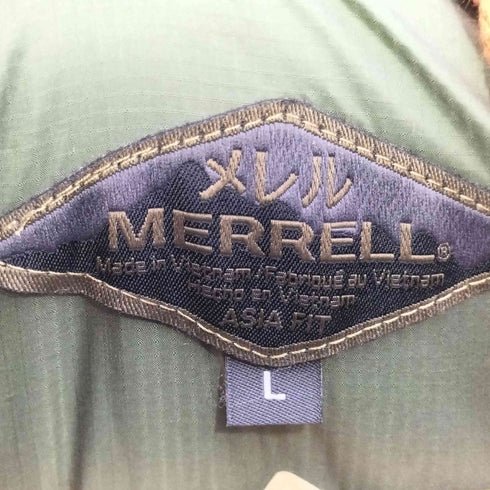 メレル
MERRELL®
Made in Vietnam / Fabriqué au Vietnam
Hecho en Vietnam
ASIA FIT
L